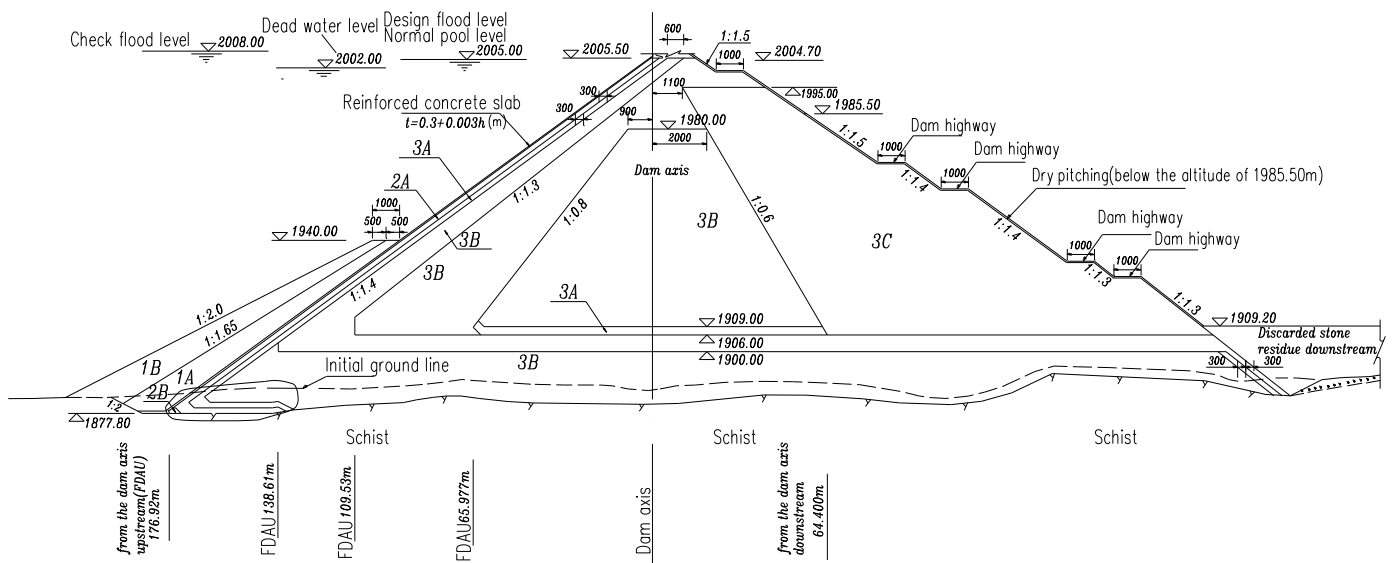 Check flood level
2008.00
Dead water level
2002.00
Design flood level
Normal pool level
2005.00
2005.50
600
1:1.5
1000
2004.70
Reinforced concrete slab
t=0.3+0.003h(m)
300
300
900
1100
1980.00
2000
Dam axis
1995.00
1985.50
1:1.5
1000
Dam highway
1:1.4
1000
Dam highway
Dry pitching(below the altitude of 1985.50m)
1:1.4
1000
Dam highway
1:1.3
1000
Dam highway
1:1.3
3A
2A
1:1.3
1000
500
500
1940.00
3B
3B
1:0.8
3B
1:0.6
3C
1:1.4
1:2.0
1:1.65
3A
1909.00
1906.00
1900.00
3B
1909.20
Discarded stone
residue downstream
300
300
Initial ground line
1B
1A
2B
1:2
1877.80
Schist
Schist
Schist
from the dam axis
upstream(FDAU)
176.92m
FDAU138.61m
FDAU109.53m
FDAU65.977m
Dam axis
from the dam axis
downstream
64.400m